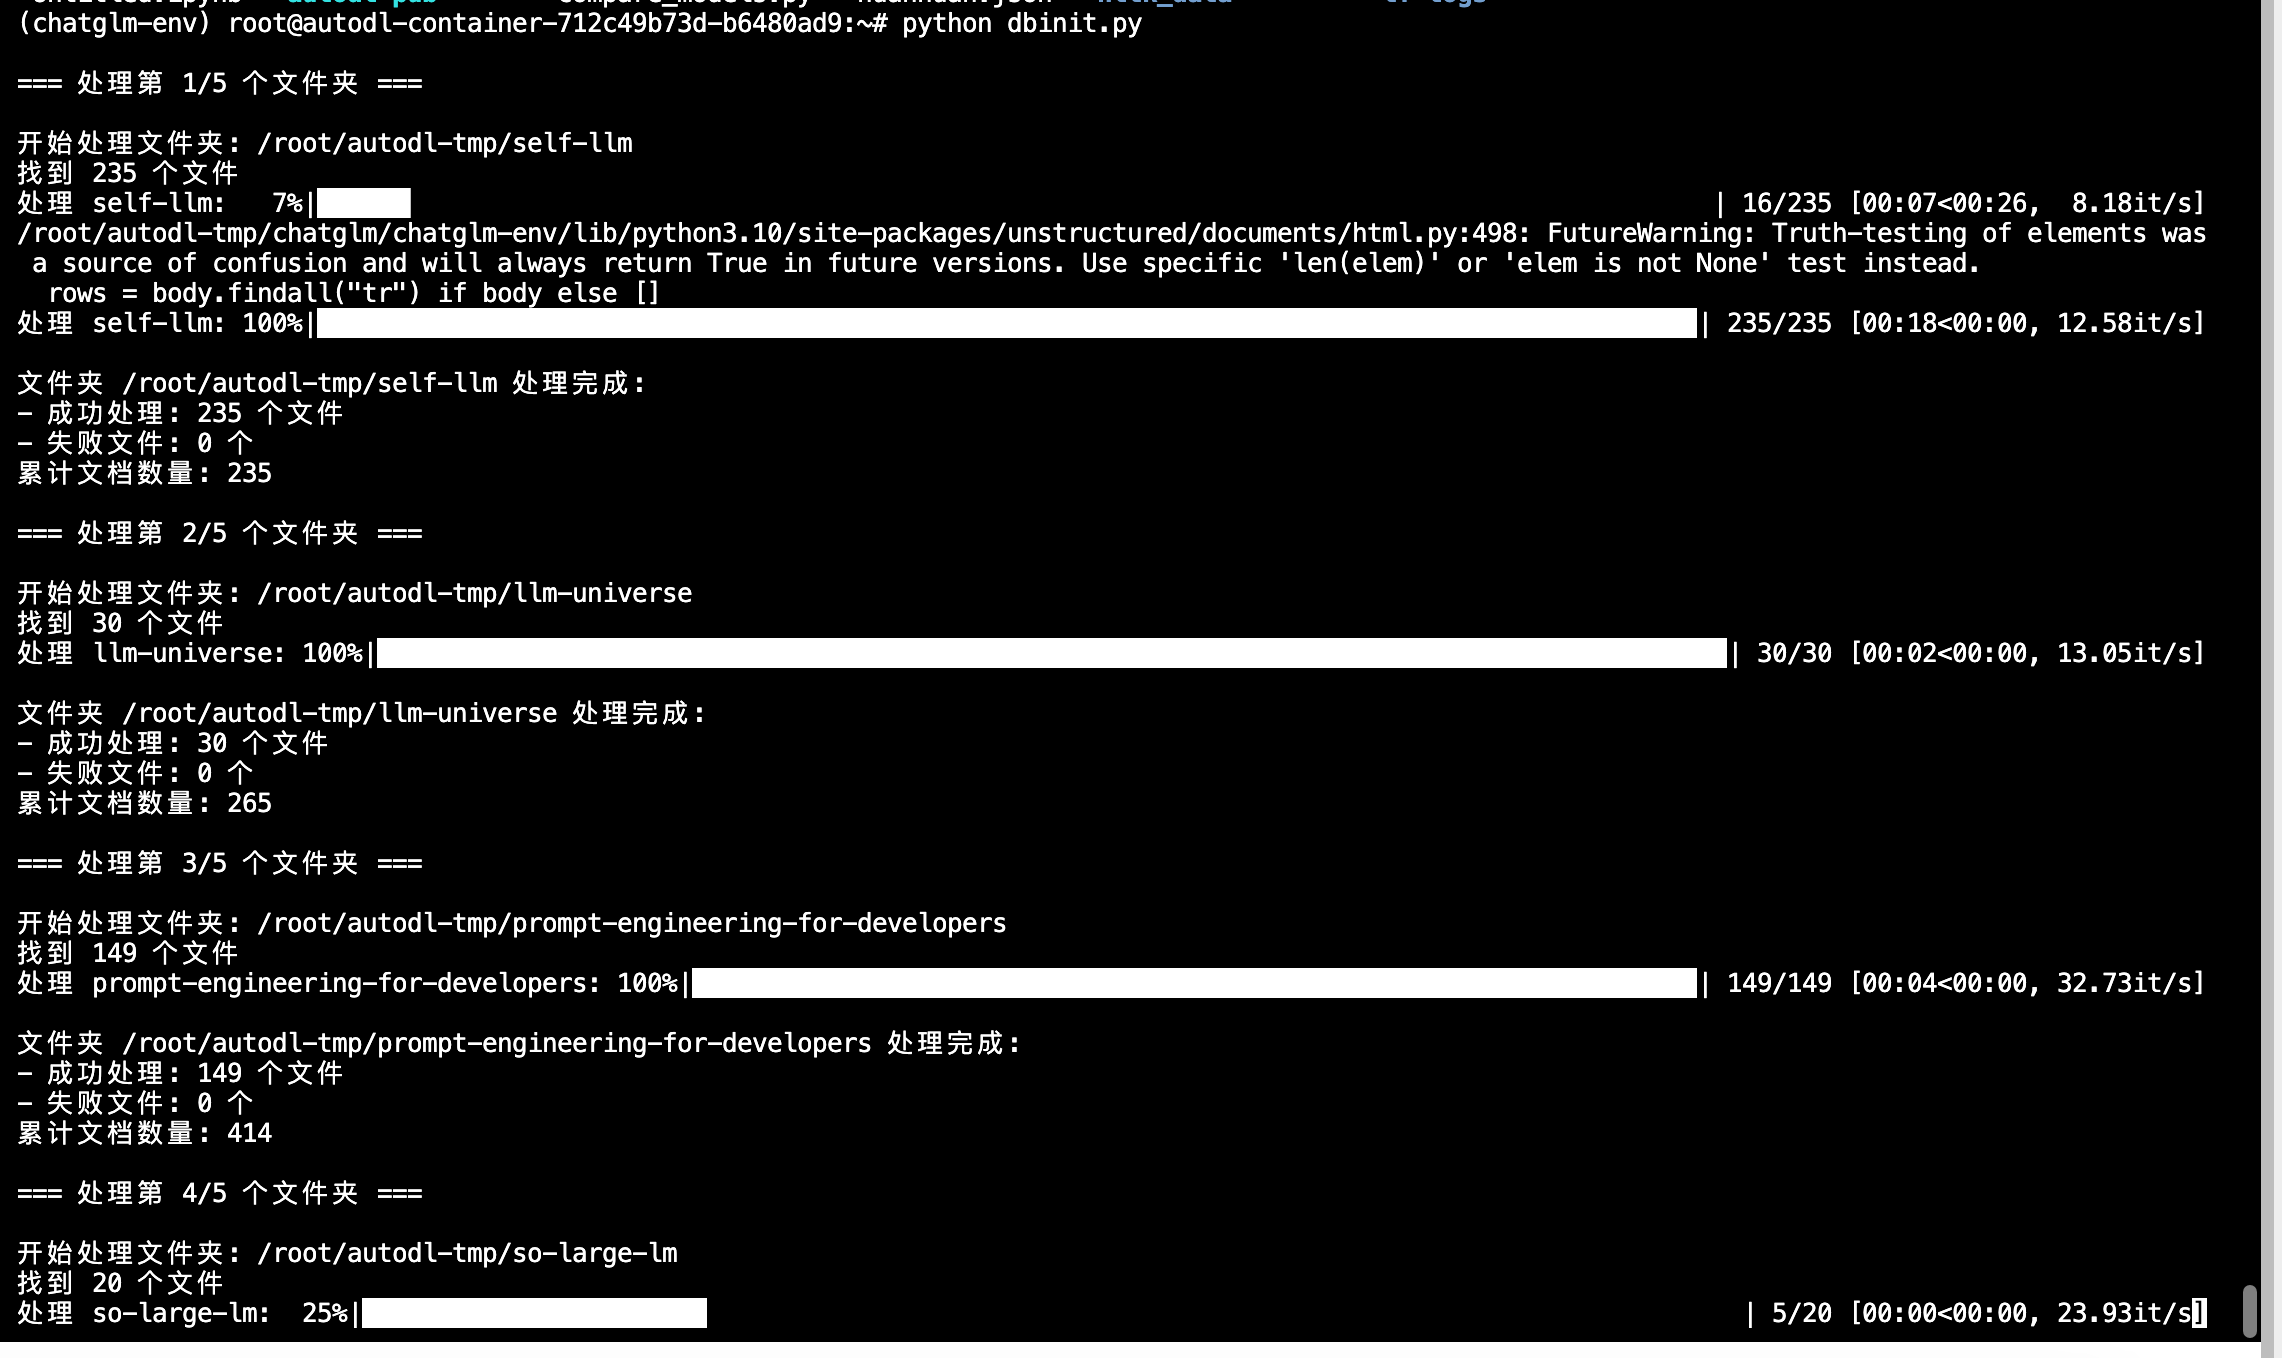 (chatglm-env) root@autodl-container-712c49b73d-b6480ad9:~# python dbinit.py
=== 处理第 1/5 个文件夹 ===
开始处理文件夹: /root/autodl-tmp/self-llm
找到 235 个文件
处理 self-llm:   7%| | 16/235 [00:07<00:26,  8.18it/s]
/root/autodl-tmp/chatglm/chatglm-env/lib/python3.10/site-packages/unstructured/documents/html.py:498: FutureWarning: Truth-testing of elements was
 a source of confusion and will always return True in future versions. Use specific 'len(elem)' or 'elem is not None' test instead.
  rows = body.findall("tr") if body else []
处理 self-llm: 100%| | 235/235 [00:18<00:00, 12.58it/s]
文件夹 /root/autodl-tmp/self-llm 处理完成:
- 成功处理: 235 个文件
- 失败文件: 0 个
累计文档数量: 235
=== 处理第 2/5 个文件夹 ===
开始处理文件夹: /root/autodl-tmp/llm-universe
找到 30 个文件
处理 llm-universe: 100%| | 30/30 [00:02<00:00, 13.05it/s]
文件夹 /root/autodl-tmp/llm-universe 处理完成:
- 成功处理: 30 个文件
- 失败文件: 0 个
累计文档数量: 265
=== 处理第 3/5 个文件夹 ===
开始处理文件夹: /root/autodl-tmp/prompt-engineering-for-developers
找到 149 个文件
处理 prompt-engineering-for-developers: 100%| | 149/149 [00:04<00:00, 32.73it/s]
文件夹 /root/autodl-tmp/prompt-engineering-for-developers 处理完成:
- 成功处理: 149 个文件
- 失败文件: 0 个
累计文档数量: 414
=== 处理第 4/5 个文件夹 ===
开始处理文件夹: /root/autodl-tmp/so-large-lm
找到 20 个文件
处理 so-large-lm:  25%| | 5/20 [00:00<00:00, 23.93it/s]